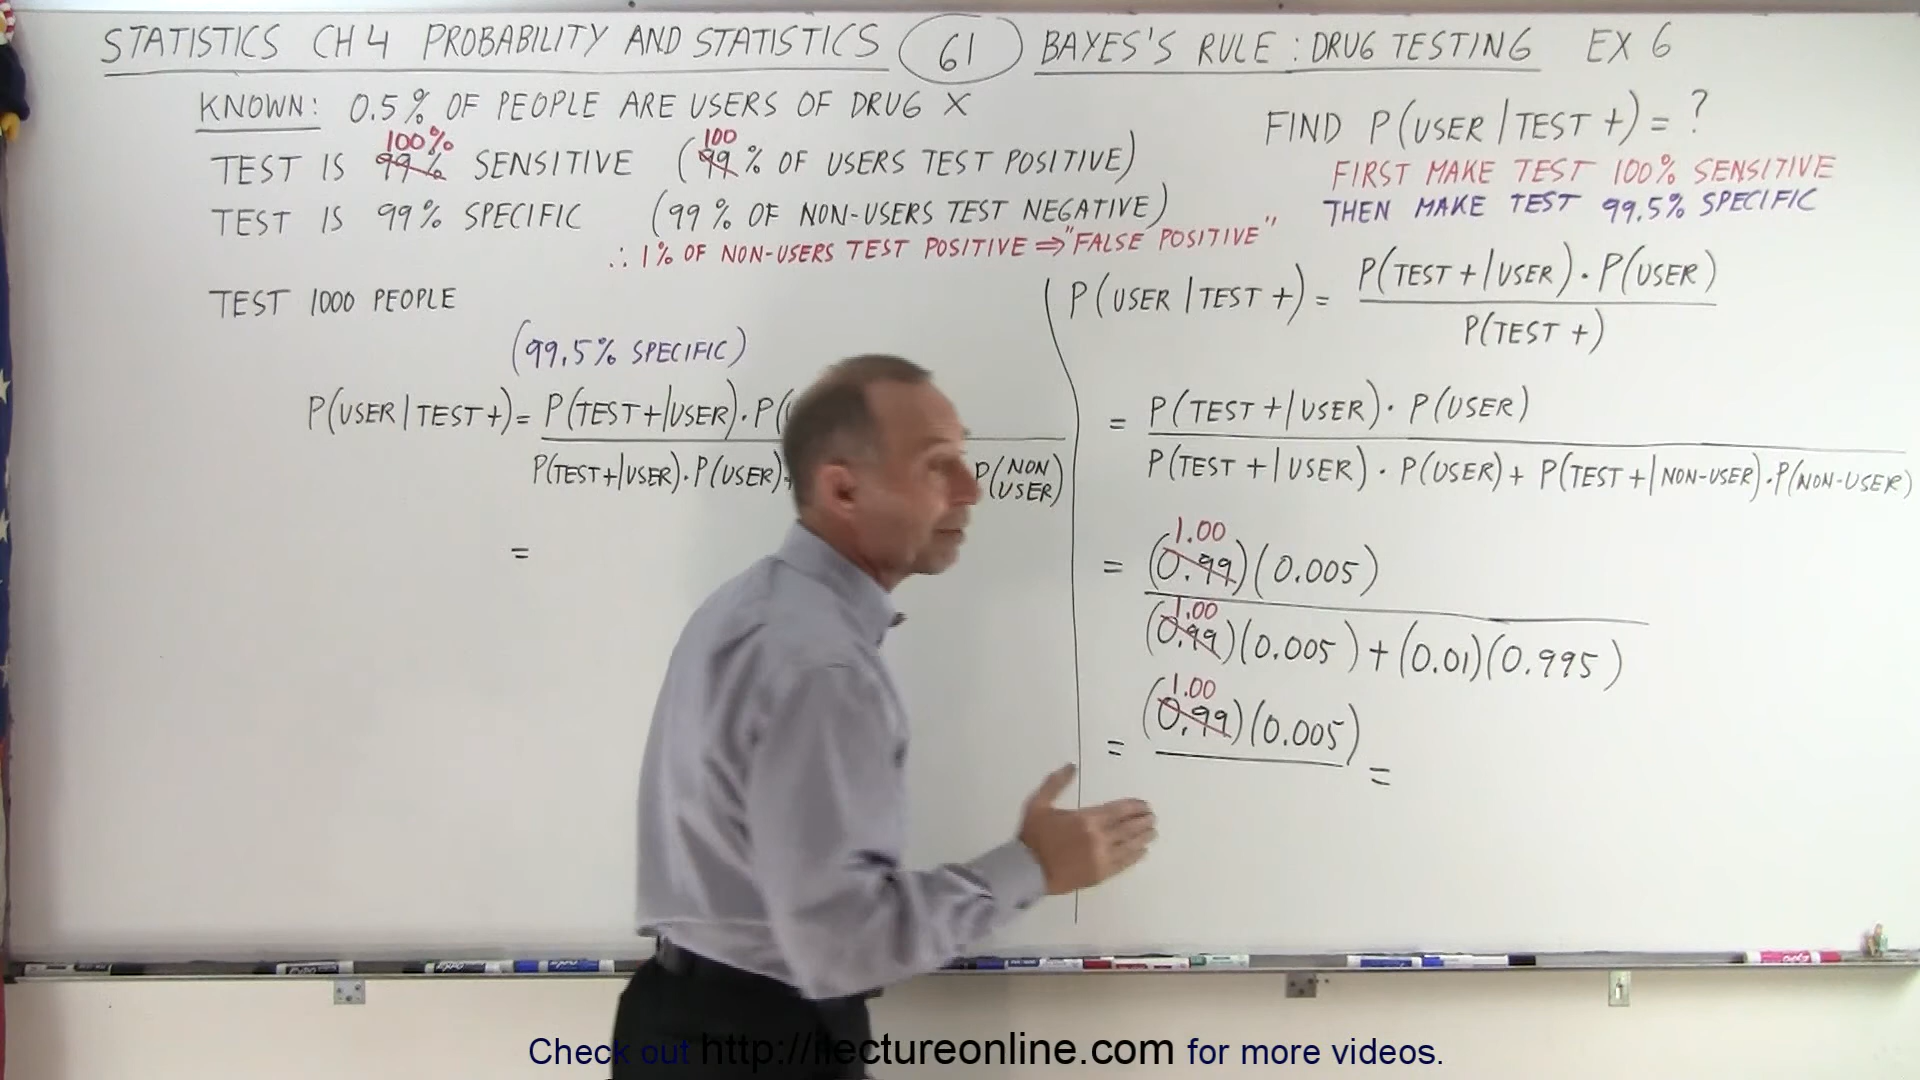 STATISTICS CH 4 PROBABILITY AND STATISTICS 61 BAYES'S RULE : DRUG TESTING EX 6
KNOWN: 0.5% OF PEOPLE ARE USERS OF DRUG X
100% 100
TEST IS 99% SENSITIVE (99% OF USERS TEST POSITIVE)
TEST IS 99% SPECIFIC (99% OF NON-USERS TEST NEGATIVE)
∴ 1% OF NON-USERS TEST POSITIVE ⇒ "FALSE POSITIVE"
TEST 1000 PEOPLE
(99.5% SPECIFIC)
P(USER | TEST +) = P(TEST+|USER)·P(
P(TEST+|USER)·P(USER)+ P(NON USER)
=
FIND P(USER | TEST +) = ?
FIRST MAKE TEST 100% SENSITIVE
THEN MAKE TEST 99.5% SPECIFIC
P(USER | TEST +) = P(TEST +|USER)·P(USER)
P(TEST +)
= P(TEST +|USER)· P(USER)
P(TEST +|USER)· P(USER) + P(TEST +|NON-USER)·P(NON-USER)
1.00
= (0.99)(0.005)
1.00
(0.99)(0.005) + (0.01)(0.995)
1.00
= (0.99)(0.005) =
Check out http://ilectureonline.com for more videos.